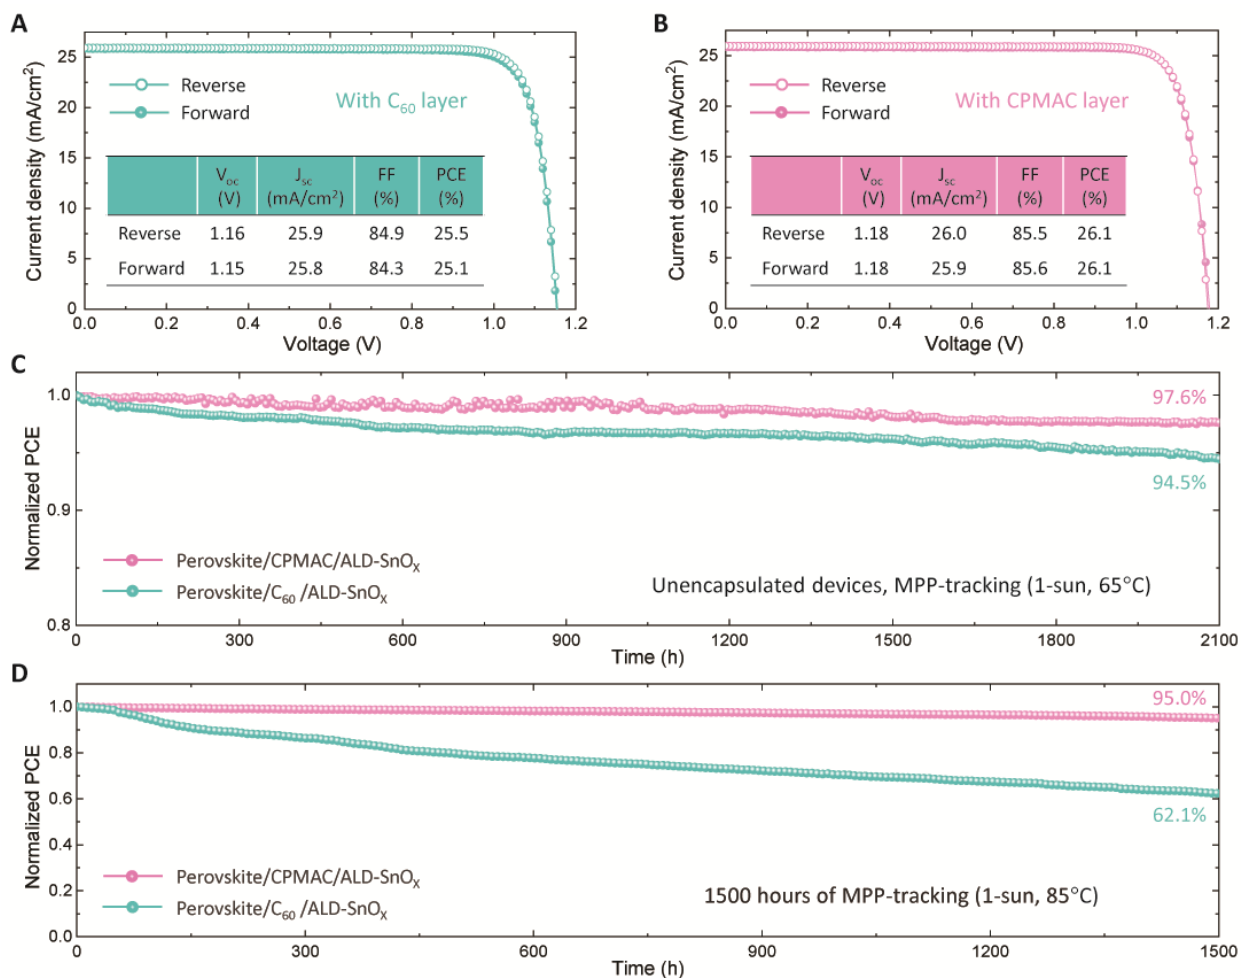 A
Current density (mA/cm²)
25
20
15
10
5
0
Reverse
Forward
With C₆₀ layer
Voc (V) Jsc (mA/cm²) FF (%) PCE (%)
Reverse 1.16 25.9 84.9 25.5
Forward 1.15 25.8 84.3 25.1
0.0 0.2 0.4 0.6 0.8 1.0 1.2
Voltage (V)
B
Current density (mA/cm²)
25
20
15
10
5
0
Reverse
Forward
With CPMAC layer
Voc (V) Jsc (mA/cm²) FF (%) PCE (%)
Reverse 1.18 26.0 85.5 26.1
Forward 1.18 25.9 85.6 26.1
0.0 0.2 0.4 0.6 0.8 1.0 1.2
Voltage (V)
C
Normalized PCE
1.0
0.9
0.8
97.6%
94.5%
Perovskite/CPMAC/ALD-SnOX
Perovskite/C₆₀/ALD-SnOX
Unencapsulated devices, MPP-tracking (1-sun, 65°C)
0 300 600 900 1200 1500 1800 2100
Time (h)
D
Normalized PCE
1.0
0.8
0.6
0.4
0.2
0.0
95.0%
62.1%
Perovskite/CPMAC/ALD-SnOX
Perovskite/C₆₀/ALD-SnOX
1500 hours of MPP-tracking (1-sun, 85°C)
0 300 600 900 1200 1500
Time (h)